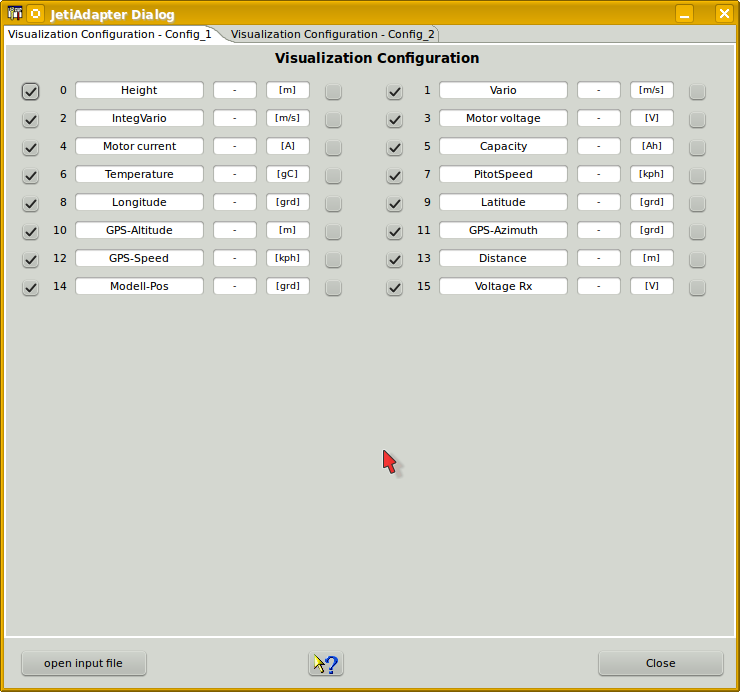 JetiAdapter Dialog
Visualization Configuration - Config_1 Visualization Configuration - Config_2
Visualization Configuration
0 Height - [m] 1 Vario - [m/s]
2 IntegVario - [m/s] 3 Motor voltage - [V]
4 Motor current - [A] 5 Capacity - [Ah]
6 Temperature - [gC] 7 PitotSpeed - [kph]
8 Longitude - [grd] 9 Latitude - [grd]
10 GPS-Altitude - [m] 11 GPS-Azimuth - [grd]
12 GPS-Speed - [kph] 13 Distance - [m]
14 Modell-Pos - [grd] 15 Voltage Rx - [V]
open input file ? Close